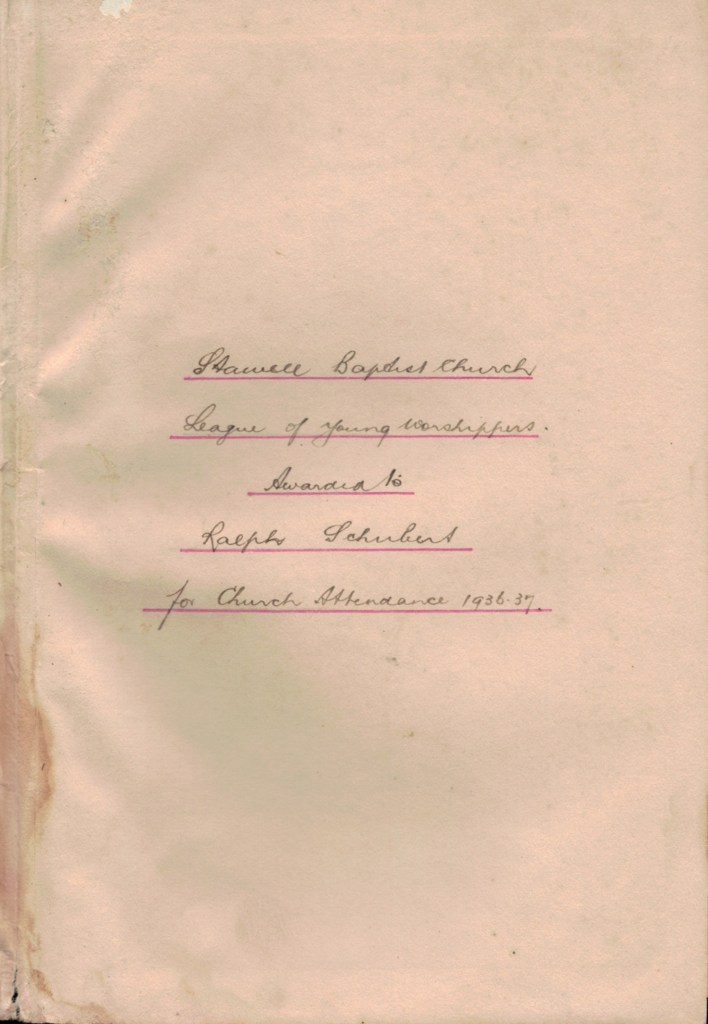 Stawell Baptist Church
League of Young Worshippers.
Awarded to
Ralph Schubert
for Church Attendance 1936-37.